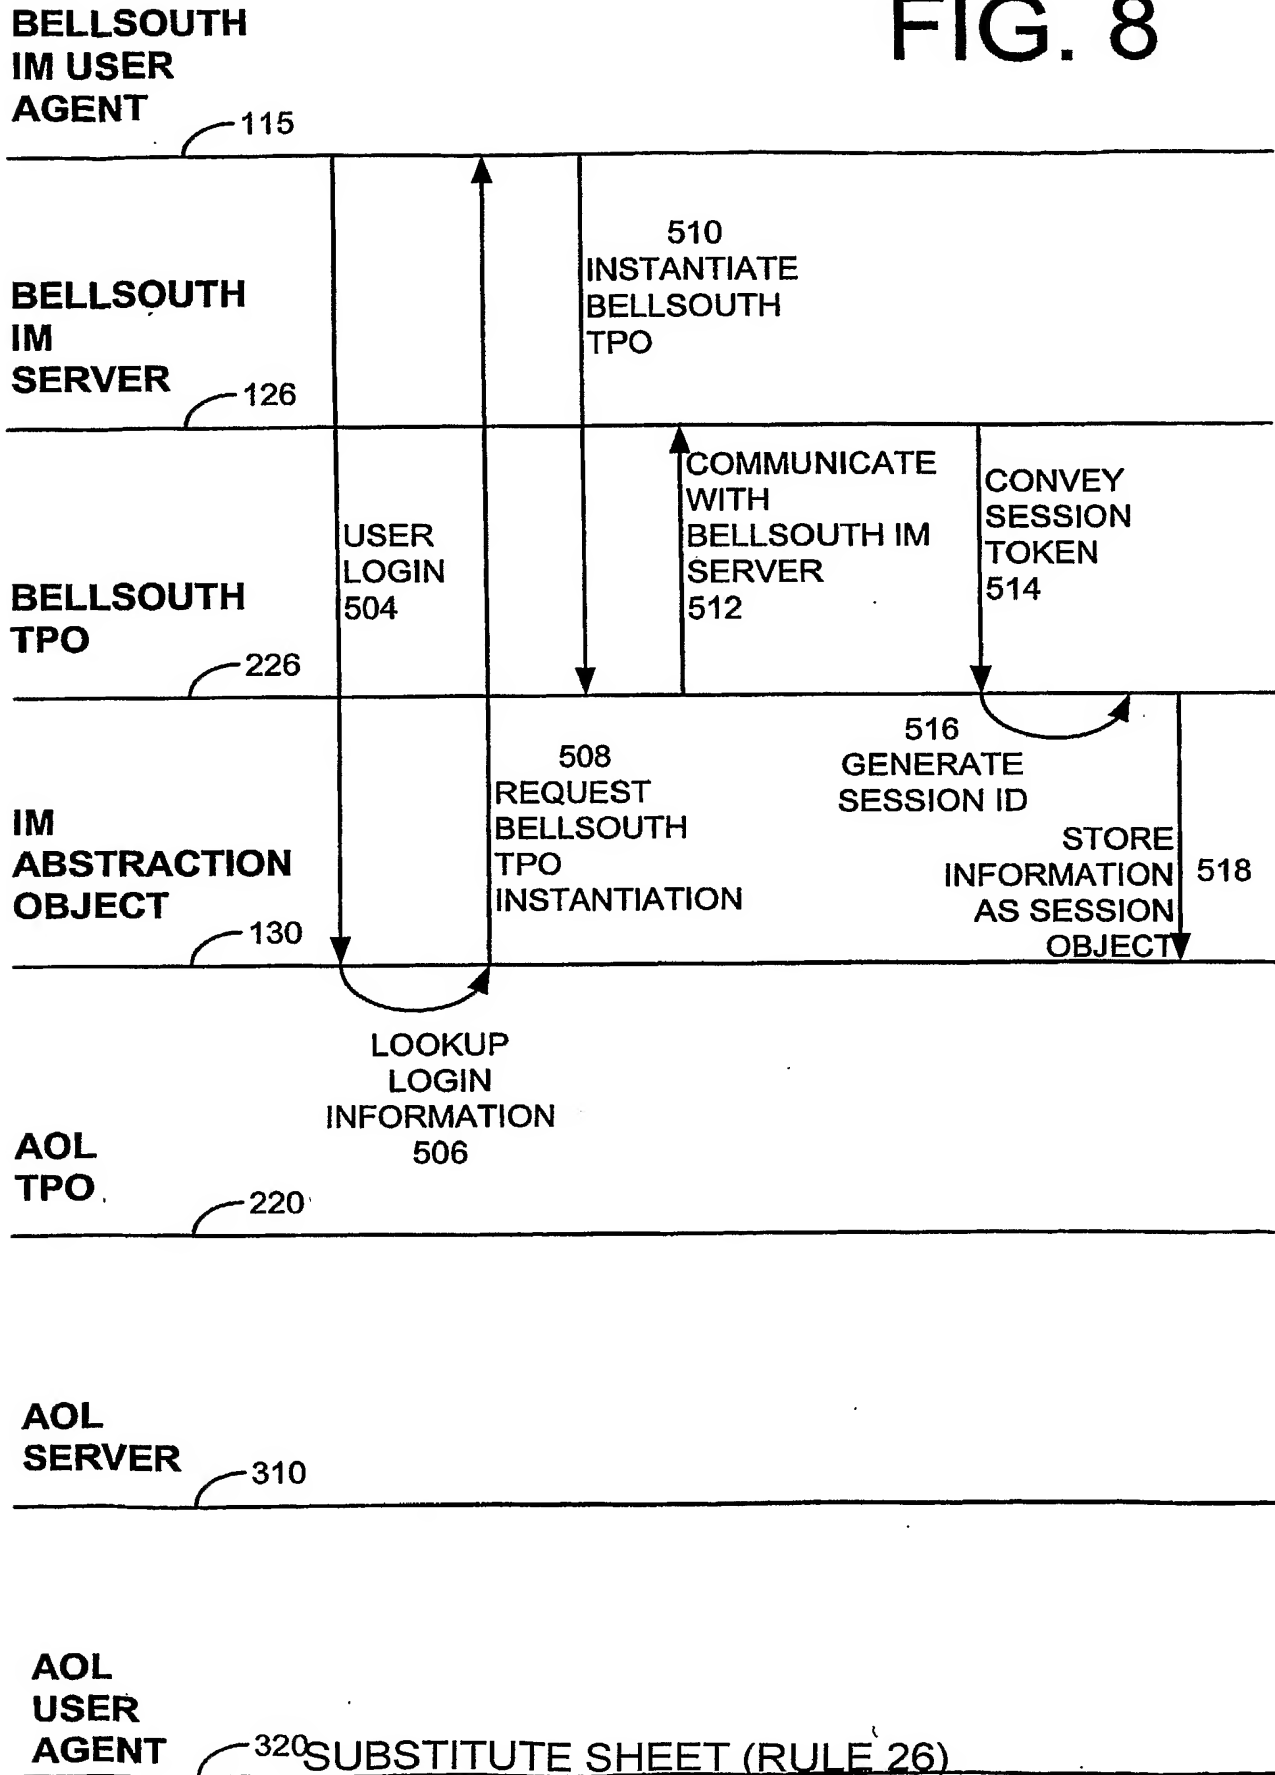 FIG. 8
BELLSOUTH
IM USER
AGENT
115
510
INSTANTIATE
BELLSOUTH
TPO
BELLSOUTH
IM
SERVER
126
COMMUNICATE
WITH
BELLSOUTH IM
SERVER
512
CONVEY
SESSION
TOKEN
514
USER
LOGIN
504
BELLSOUTH
TPO
226
516
GENERATE
SESSION ID
508
REQUEST
BELLSOUTH
TPO
INSTANTIATION
STORE
INFORMATION
AS SESSION
OBJECT
518
IM
ABSTRACTION
OBJECT
130
LOOKUP
LOGIN
INFORMATION
506
AOL
TPO
220
AOL
SERVER
310
AOL
USER
AGENT
320
SUBSTITUTE SHEET (RULE 26)